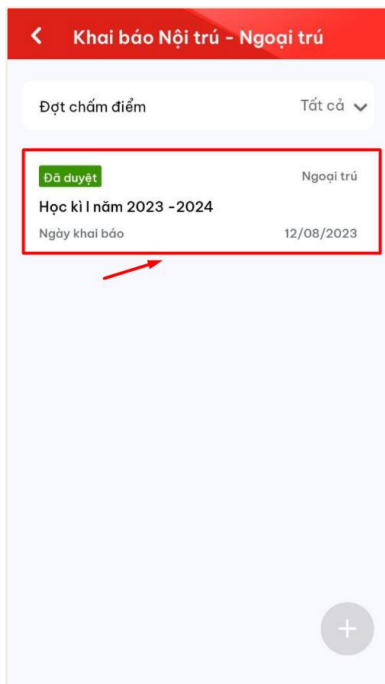 Khai báo Nội trú - Ngoại trú
Đợt chấm điểm Tất cả
Đã duyệt Ngoại trú
Học kì I năm 2023 -2024
Ngày khai báo 12/08/2023